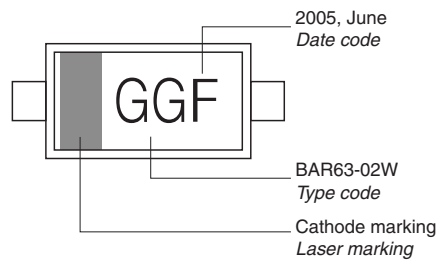 2005, June
Date code
GGF
BAR63-02W
Type code
Cathode marking
Laser marking